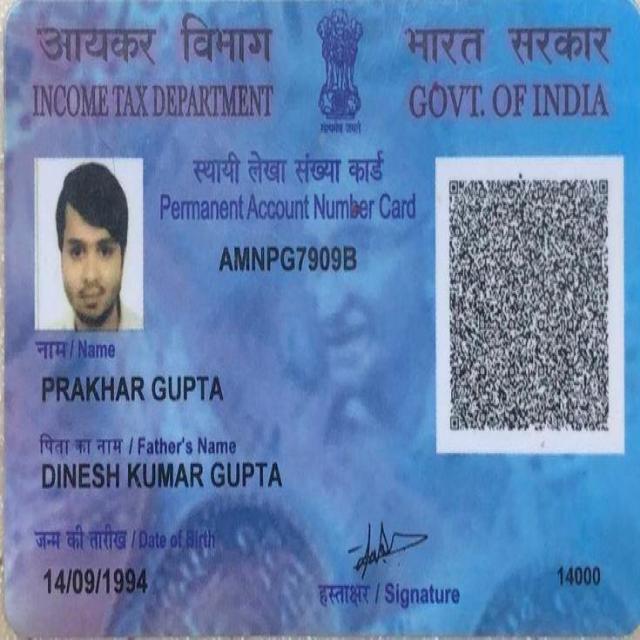 आयकर विभाग
INCOME TAX DEPARTMENT
भारत सरकार
GOVT. OF INDIA
सत्यमेव जयते
स्थायी लेखा संख्या कार्ड
Permanent Account Number Card
AMNPG7909B
नाम / Name
PRAKHAR GUPTA
पिता का नाम / Father's Name
DINESH KUMAR GUPTA
जन्म की तारीख / Date of Birth
14/09/1994
हस्ताक्षर / Signature
14000